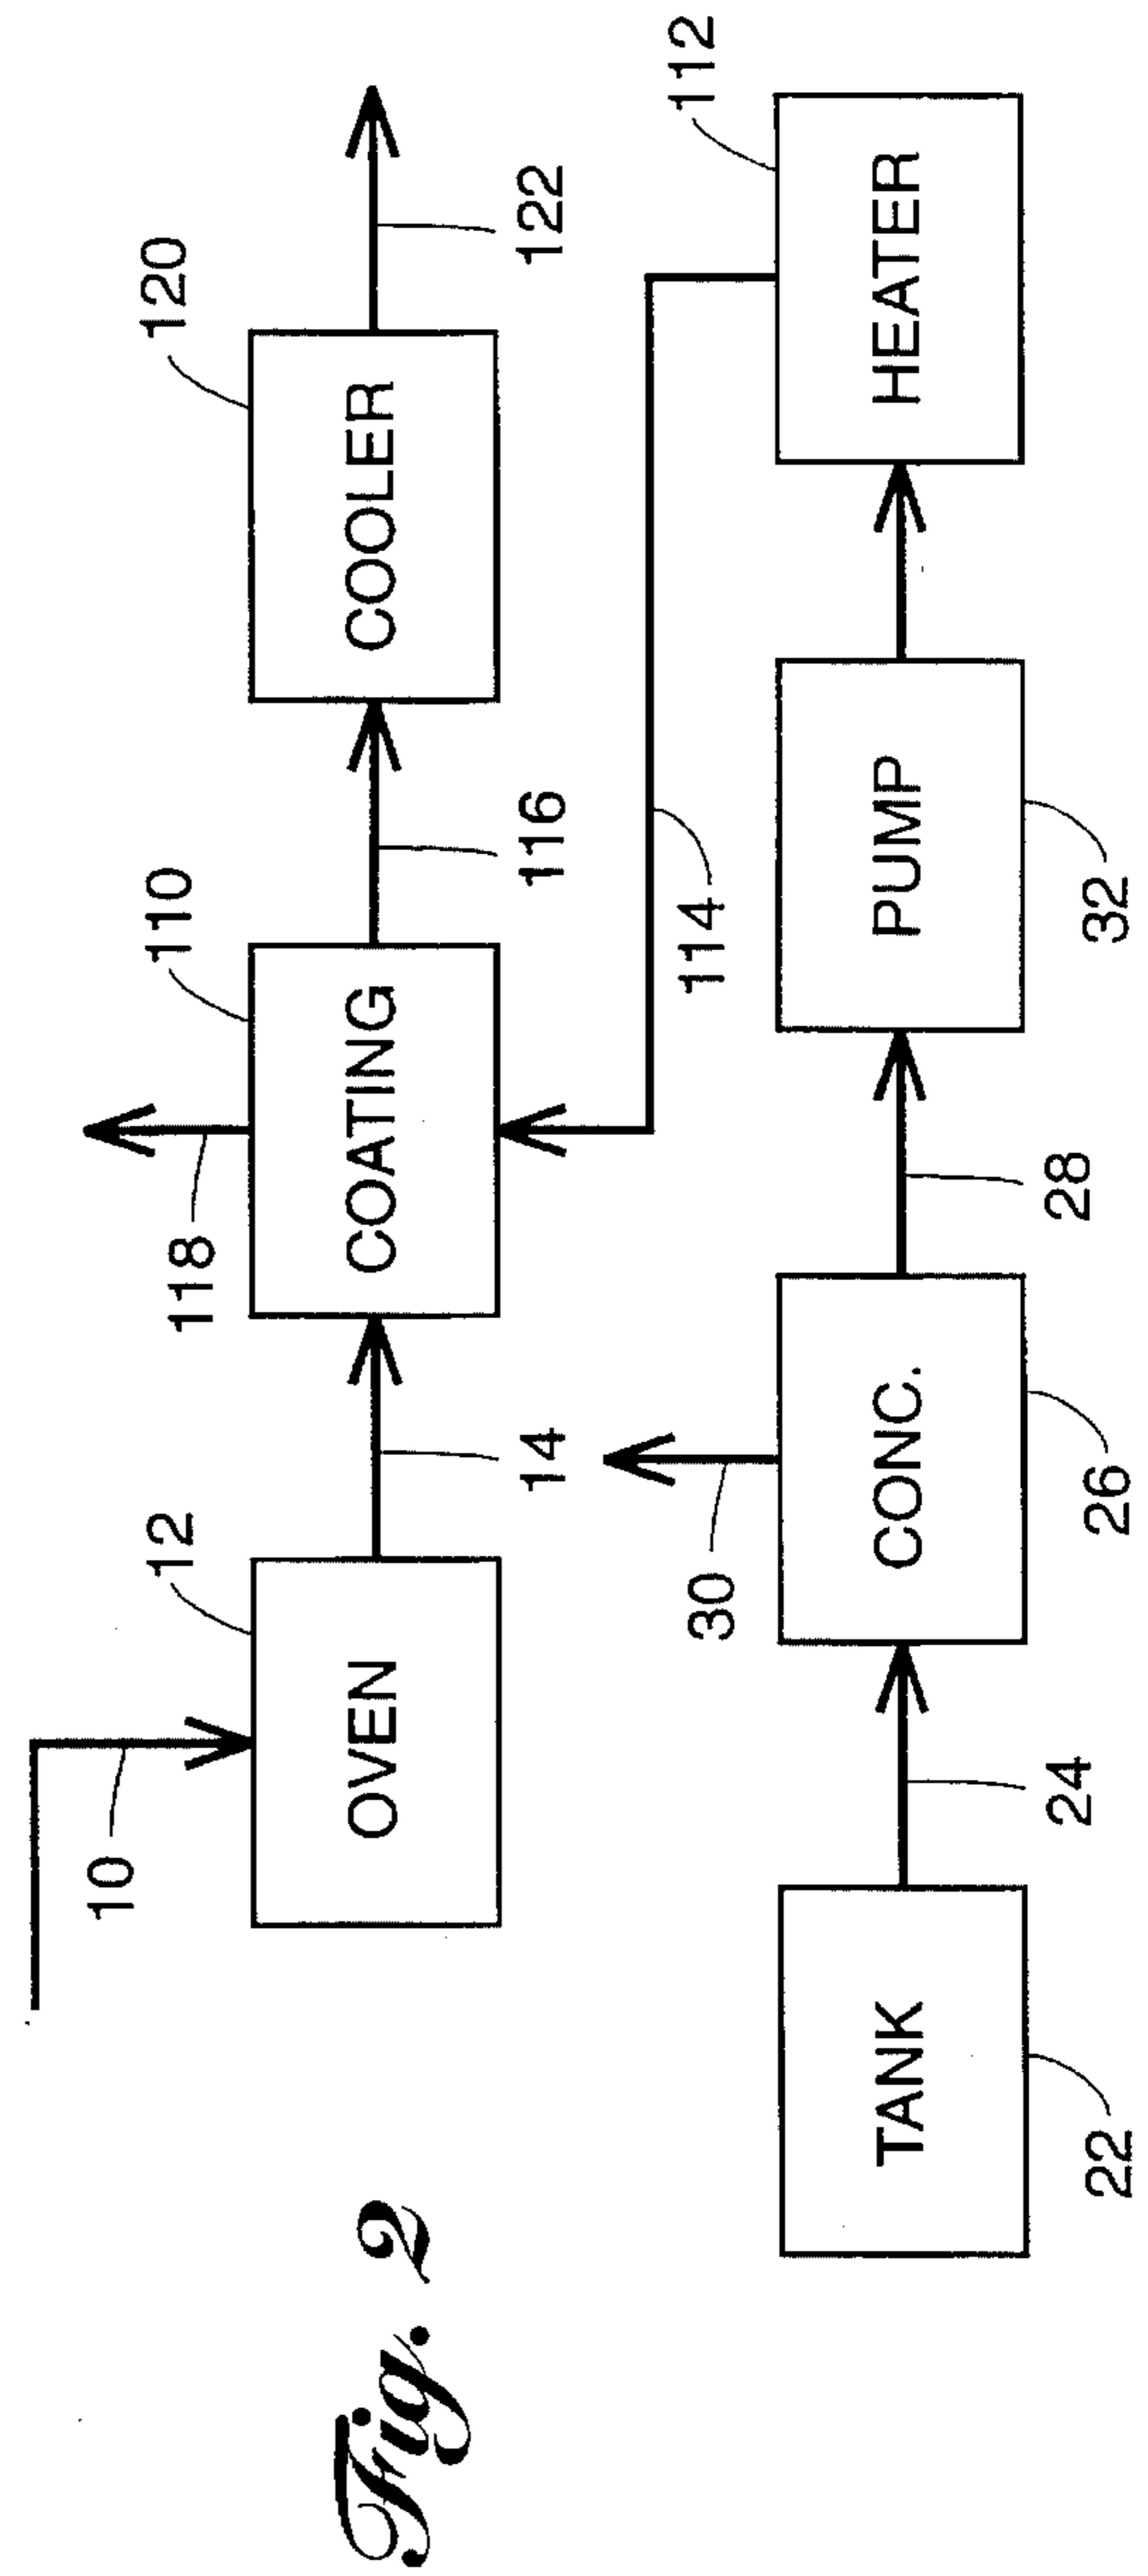 120
COOLER
122
110
COATING
116
118
12
OVEN
14
10
112
HEATER
114
PUMP
32
28
CONC.
26
30
24
TANK
22
Fig. 2